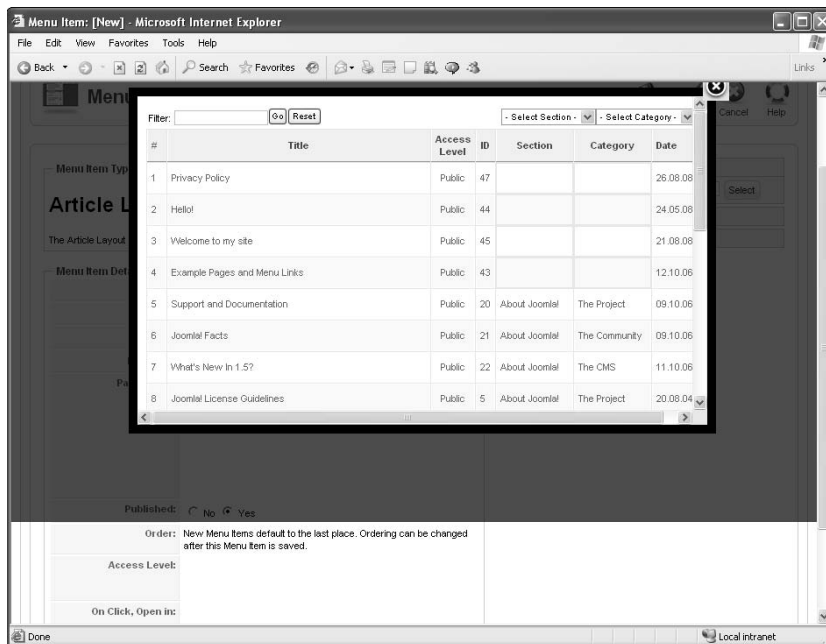 Menu Item: [New] - Microsoft Internet Explorer
File Edit View Favorites Tools Help
Back Search Favorites Links
Menu
Cancel Help
Filter: Go Reset - Select Section - - Select Category -
# Title Access Level ID Section Category Date
1 Privacy Policy Public 47 26.08.08
2 Hello! Public 44 24.05.08
3 Welcome to my site Public 45 21.08.08
4 Example Pages and Menu Links Public 43 12.10.06
5 Support and Documentation Public 20 About Joomla! The Project 09.10.06
6 Joomla! Facts Public 21 About Joomla! The Community 09.10.06
7 What's New In 1.5? Public 22 About Joomla! The CMS 11.10.06
8 Joomla! License Guidelines Public 5 About Joomla! The Project 20.08.04
Menu Item Typ
Select
Article L
The Article Layout
Menu Item Det
Pa
Published: No Yes
Order: New Menu Items default to the last place. Ordering can be changed
after this Menu Item is saved.
Access Level:
On Click, Open in:
Done Local intranet